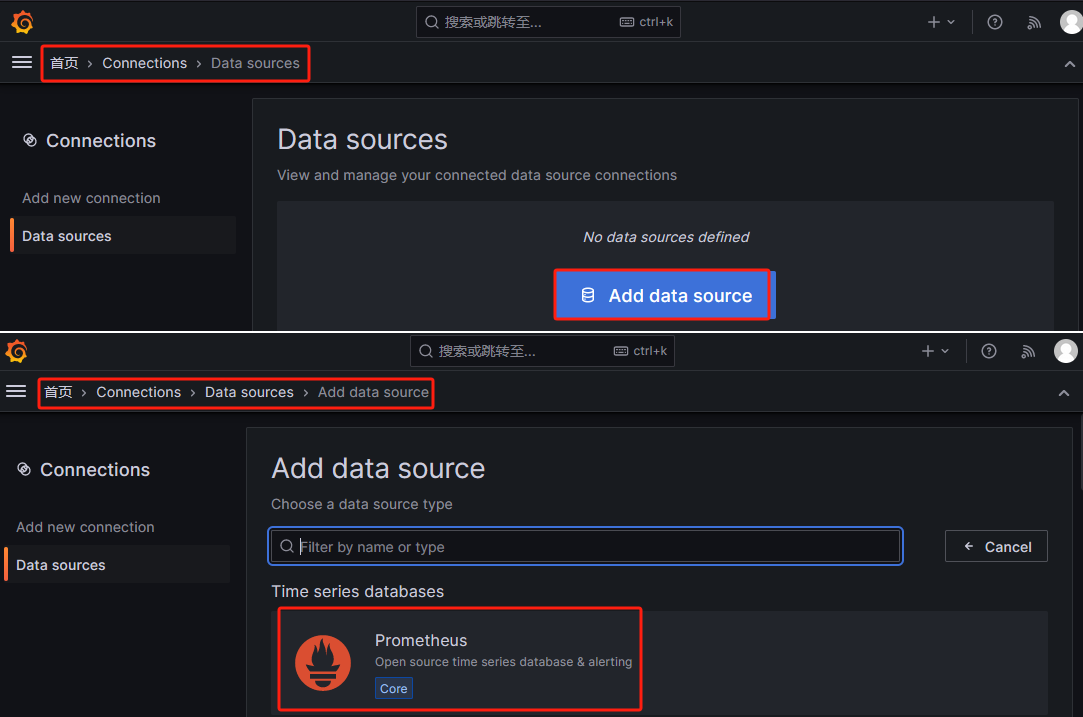 搜索或跳转至... ctrl+k
首页 › Connections › Data sources
Connections
Add new connection
Data sources
Data sources
View and manage your connected data source connections
No data sources defined
Add data source
搜索或跳转至... ctrl+k
首页 › Connections › Data sources › Add data source
Connections
Add new connection
Data sources
Add data source
Choose a data source type
Filter by name or type
Cancel
Time series databases
Prometheus
Open source time series database & alerting
Core